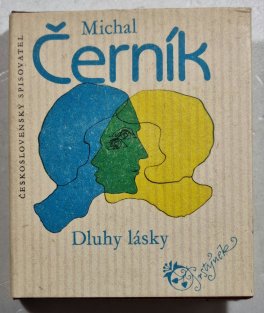 Michal
Černík
ČESKOSLOVENSKÝ SPISOVATEL
Dluhy lásky